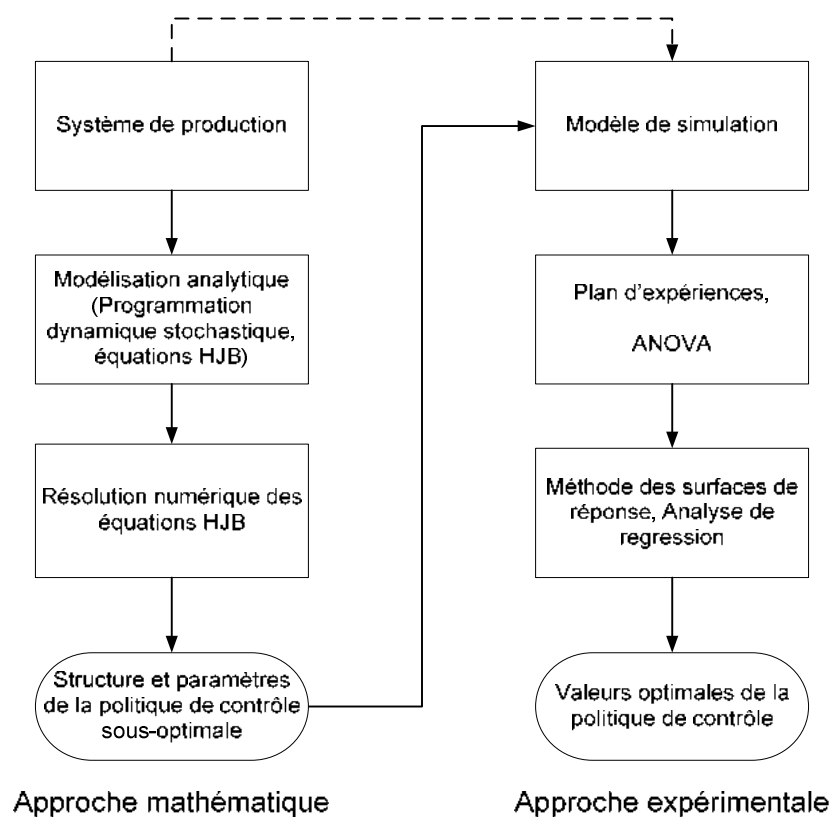 Système de production
Modélisation analytique
(Programmation
dynamique stochastique,
équations HJB)
Résolution numérique des
équations HJB
Structure et paramètres
de la politique de contrôle
sous-optimale
Approche mathématique
Modèle de simulation
Plan d'expériences,
ANOVA
Méthode des surfaces de
réponse, Analyse de
regression
Valeurs optimales de la
politique de contrôle
Approche expérimentale